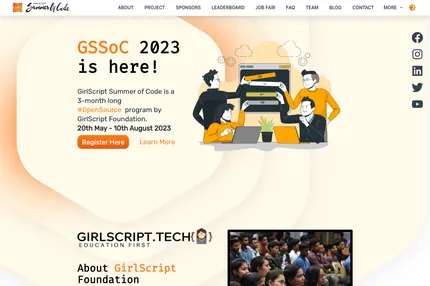 GIRLSCRIPT
Summer of Code
ABOUT PROJECT SPONSORS LEADERBOARD JOB FAIR FAQ TEAM BLOG CONTACT MORE
GSSoC 2023
is here!
GirlScript Summer of Code is a
3-month long
#OpenSource program by
GirlScript Foundation.
20th May - 10th August 2023
Register Here Learn More
GIRLSCRIPT.TECH
EDUCATION FIRST
About GirlScript
Foundation